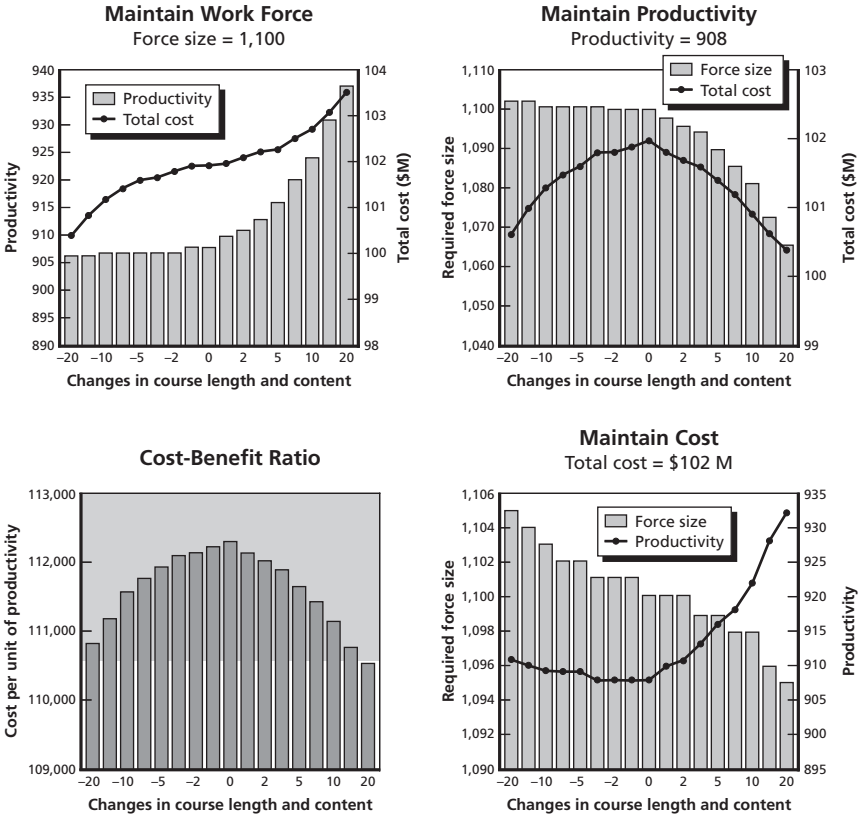 Maintain Work Force
Force size = 1,100
940
935
930
925
920
915
910
905
900
895
890
Productivity
Productivity
Total cost
104
103
102
101
100
99
98
Total cost ($M)
–20 –10 –5 –2 0 2 5 10 20
Changes in course length and content
Maintain Productivity
Productivity = 908
1,110
1,100
1,090
1,080
1,070
1,060
1,050
1,040
Required force size
Force size
Total cost
103
102
101
100
99
Total cost ($M)
–20 –10 –5 –2 0 2 5 10 20
Changes in course length and content
Cost-Benefit Ratio
113,000
112,000
111,000
110,000
109,000
Cost per unit of productivity
–20 –10 –5 –2 0 2 5 10 20
Changes in course length and content
Maintain Cost
Total cost = $102 M
1,106
1,104
1,102
1,100
1,098
1,096
1,094
1,092
1,090
Required force size
Force size
Productivity
935
930
925
920
915
910
905
900
895
Productivity
–20 –10 –5 –2 0 2 5 10 20
Changes in course length and content